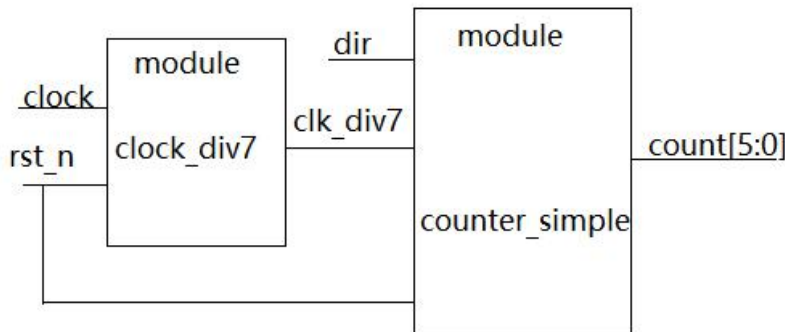 module
clock
rst_n
clock_div7
clk_div7
dir
module
counter_simple
count[5:0]